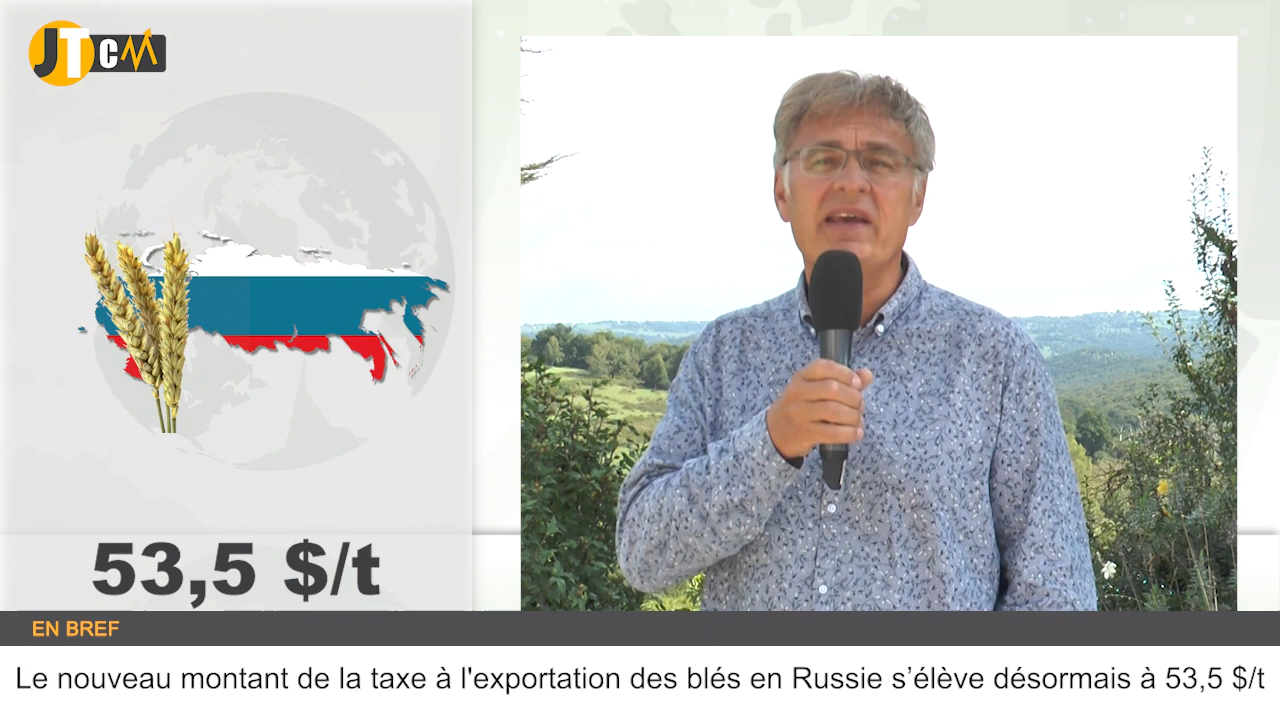 JTCM
53,5 $/t
EN BREF
Le nouveau montant de la taxe à l'exportation des blés en Russie s’élève désormais à 53,5 $/t